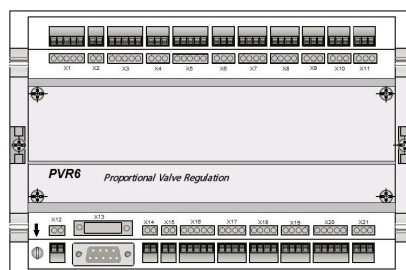 X1 X2 X3 X4 X5 X6 X7 X8 X9 X10 X11
PVR6 Proportional Valve Regulation
X12 X13 X14 X15 X16 X17 X18 X19 X20 X21